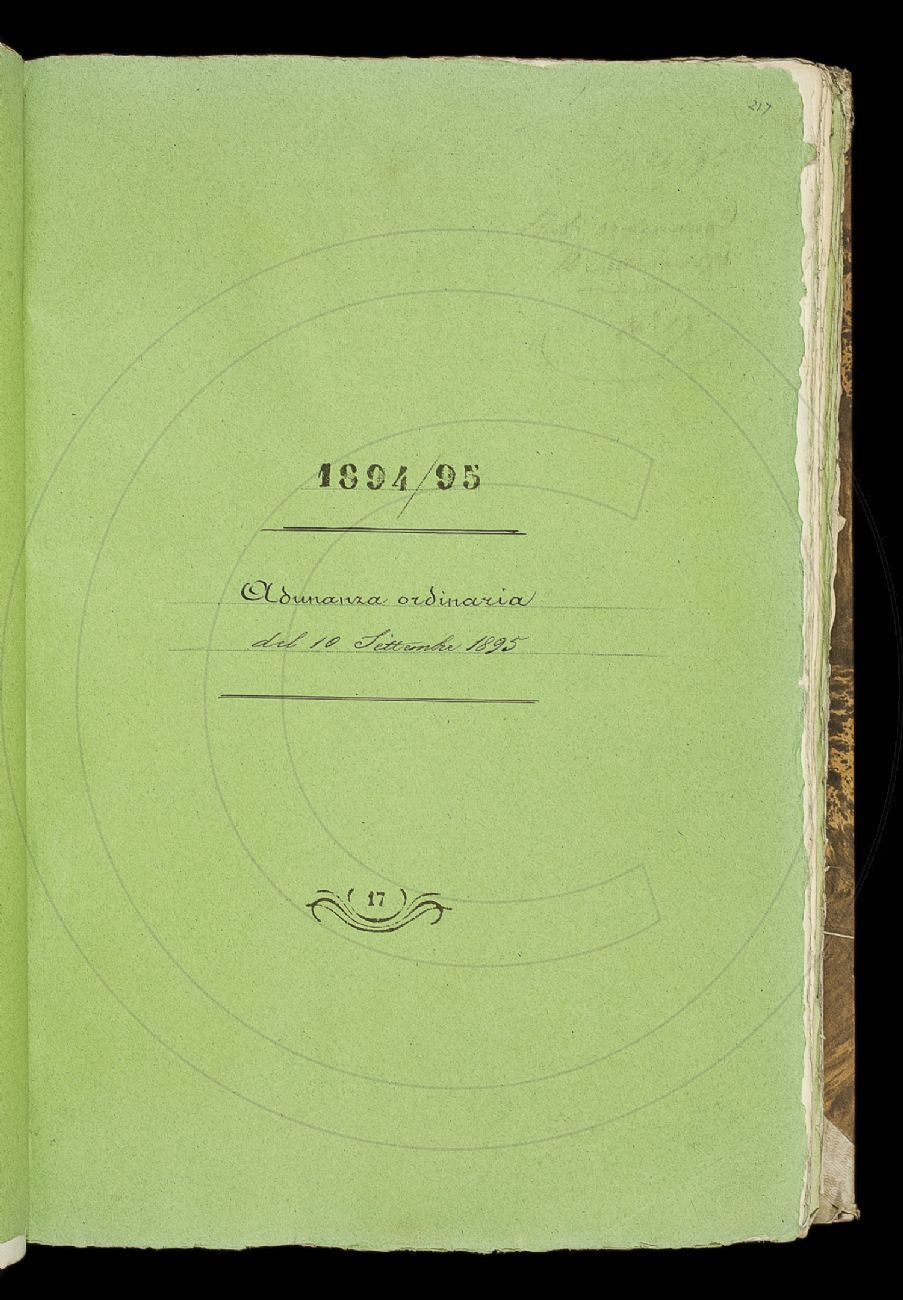 217
1894/95
Adunanza ordinaria
del 10 Settembre 1895
(17)